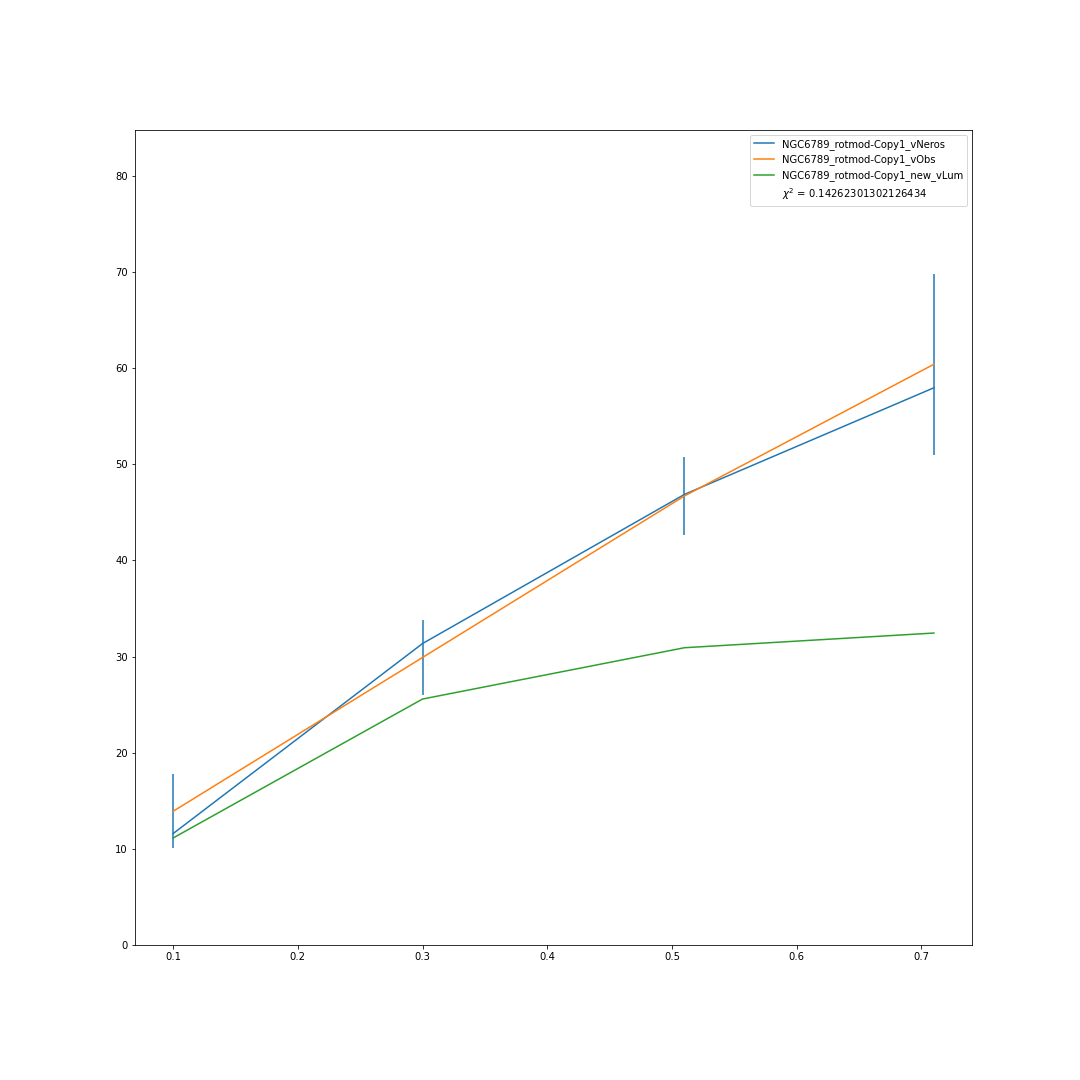 NGC6789_rotmod-Copy1_vNeros
NGC6789_rotmod-Copy1_vObs
NGC6789_rotmod-Copy1_new_vLum
χ² = 0.14262301302126434
80
70
60
50
40
30
20
10
0
0.1 0.2 0.3 0.4 0.5 0.6 0.7